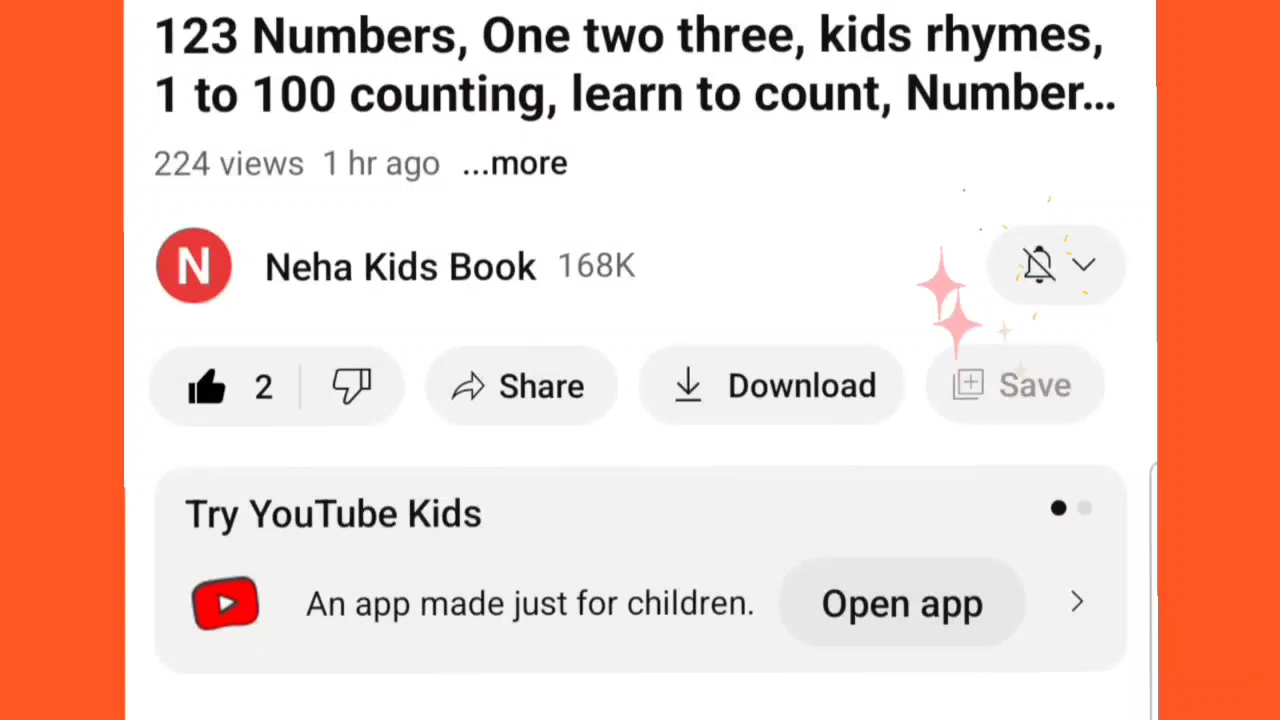 123 Numbers, One two three, kids rhymes,
1 to 100 counting, learn to count, Number...
224 views 1 hr ago ...more
N Neha Kids Book 168K
2 Share Download Save
Try YouTube Kids
An app made just for children. Open app